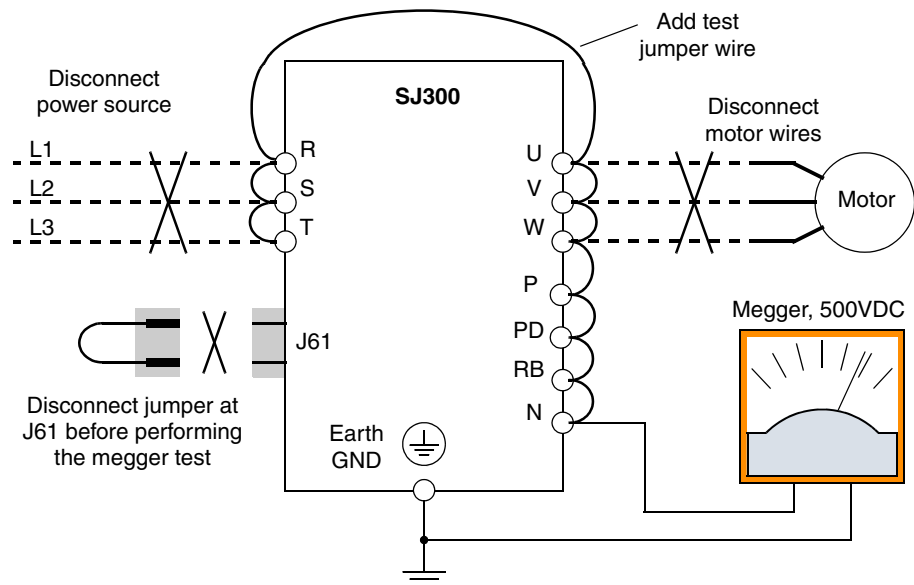 Add test
jumper wire
Disconnect
power source
SJ300
Disconnect
motor wires
L1
R
U
L2
S
V
Motor
L3
T
W
P
Megger, 500VDC
PD
J61
RB
Disconnect jumper at
J61 before performing
the megger test
N
Earth
GND